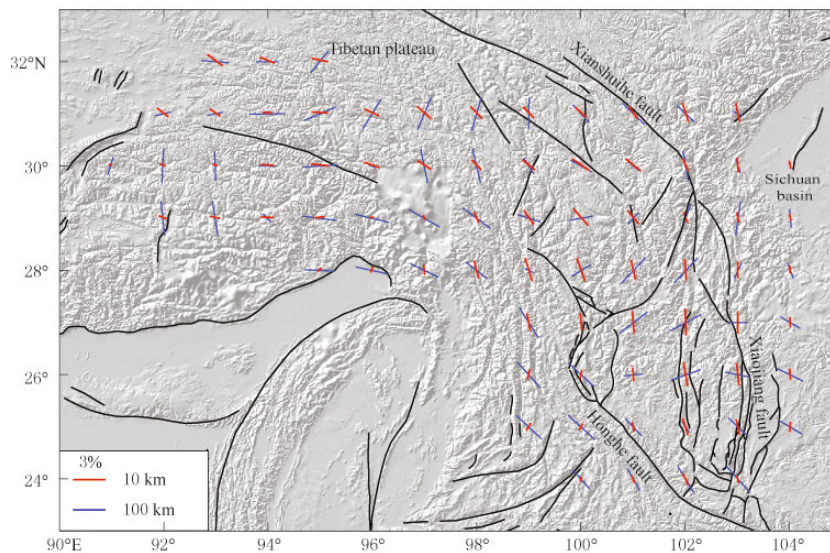 32°N
30°
28°
26°
24°
Tibetan plateau
Xianshuihe fault
Sichuan
basin
Xiaojiang fault
Honghe fault
3%
10 km
100 km
90°E
92°
94°
96°
98°
100°
102°
104°